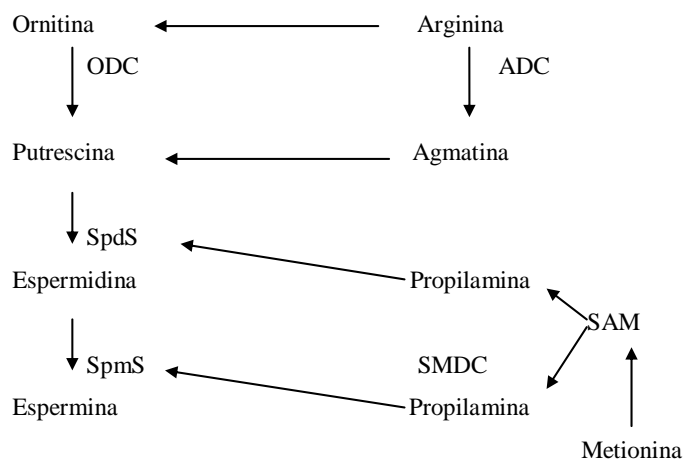 Ornitina Arginina
ODC ADC
Putrescina Agmatina
SpdS
Espermidina Propilamina
SAM
SpmS SMDC
Espermina Propilamina
Metionina